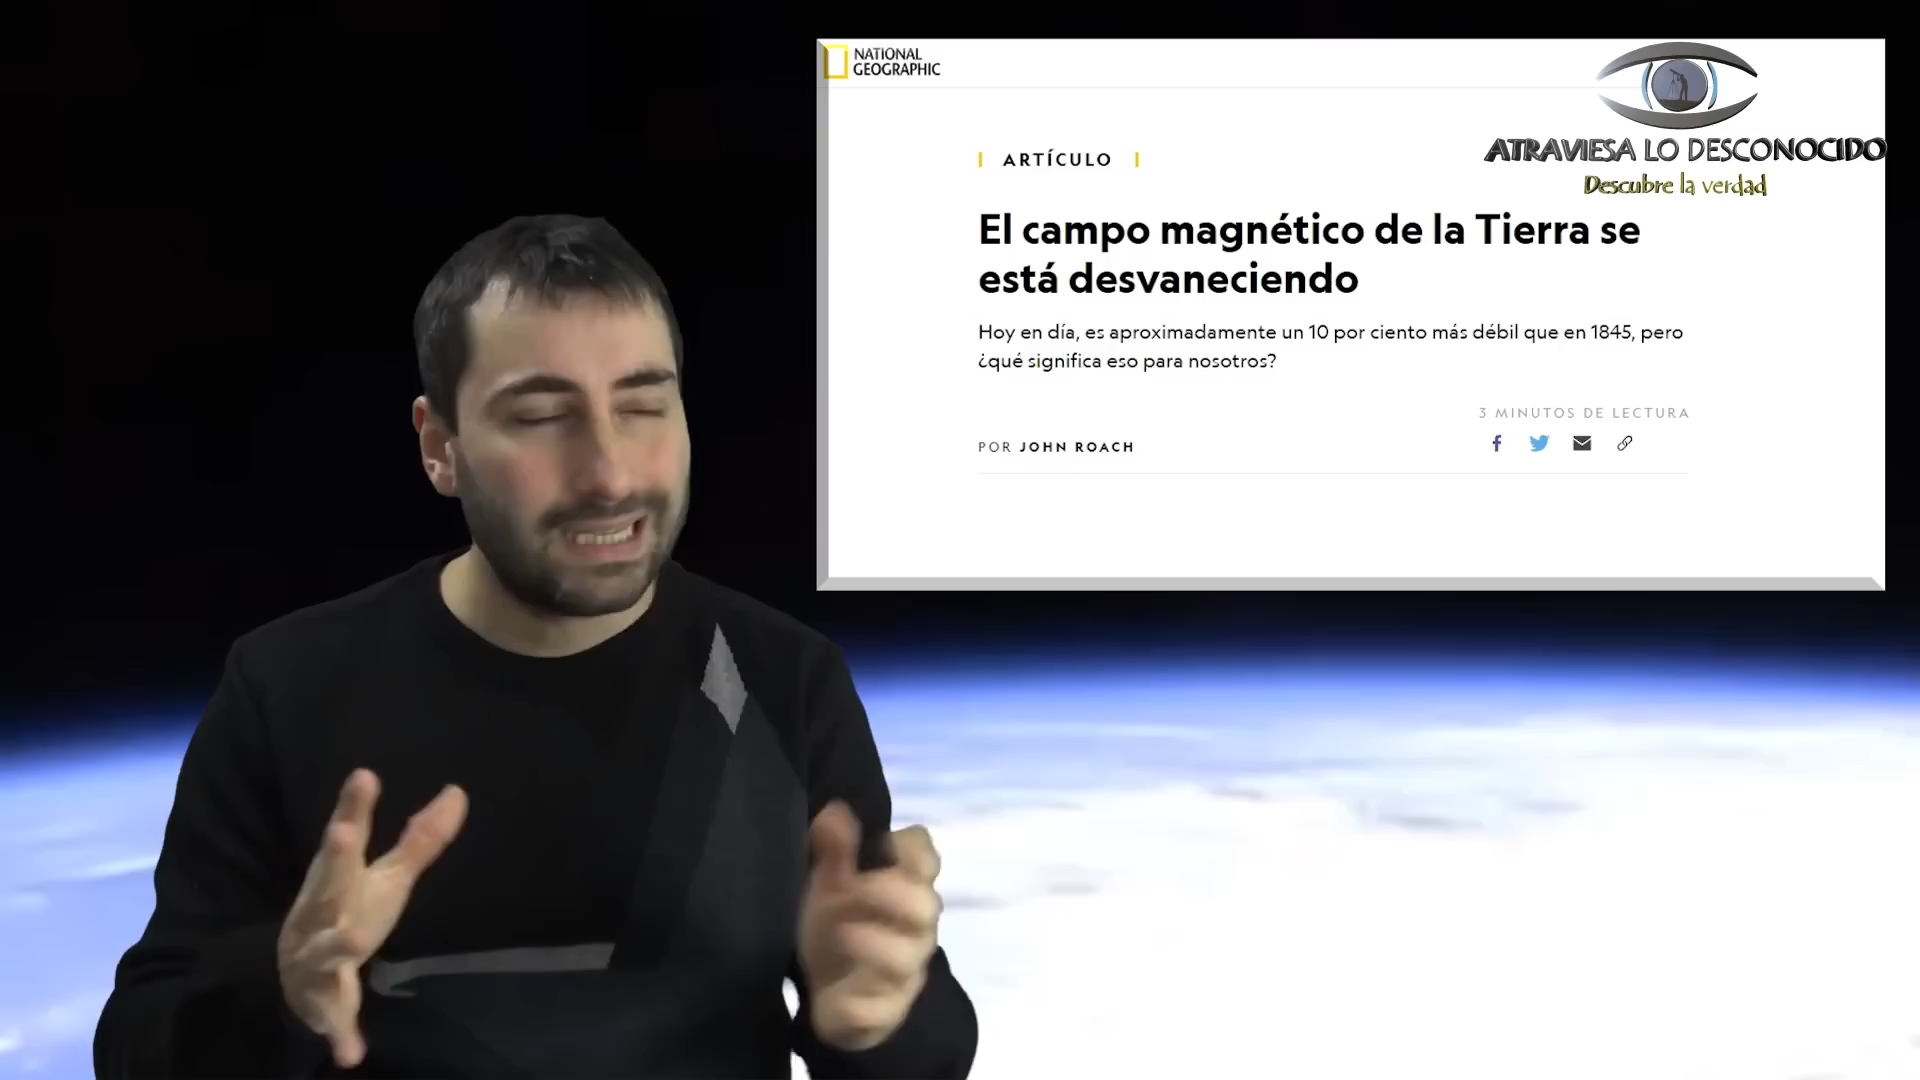 NATIONAL
GEOGRAPHIC
ATRAVIESA LO DESCONOCIDO
Descubre la verdad
ARTÍCULO
El campo magnético de la Tierra se
está desvaneciendo
Hoy en día, es aproximadamente un 10 por ciento más débil que en 1845, pero
¿qué significa eso para nosotros?
3 MINUTOS DE LECTURA
POR JOHN ROACH